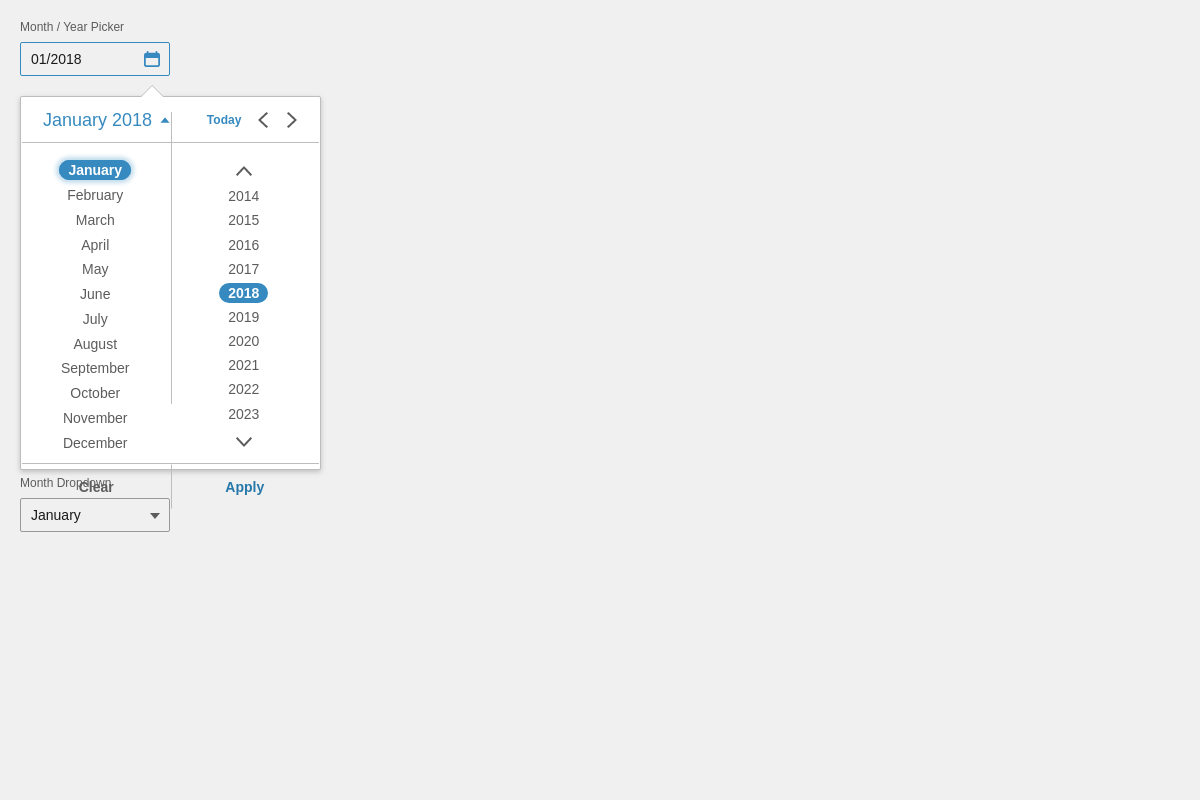 Month / Year Picker
01/2018
January 2018 Today
January
February
March
April
May
June
July
August
September
October
November
December
2014
2015
2016
2017
2018
2019
2020
2021
2022
2023
Month Dropdown
Clear Apply
January